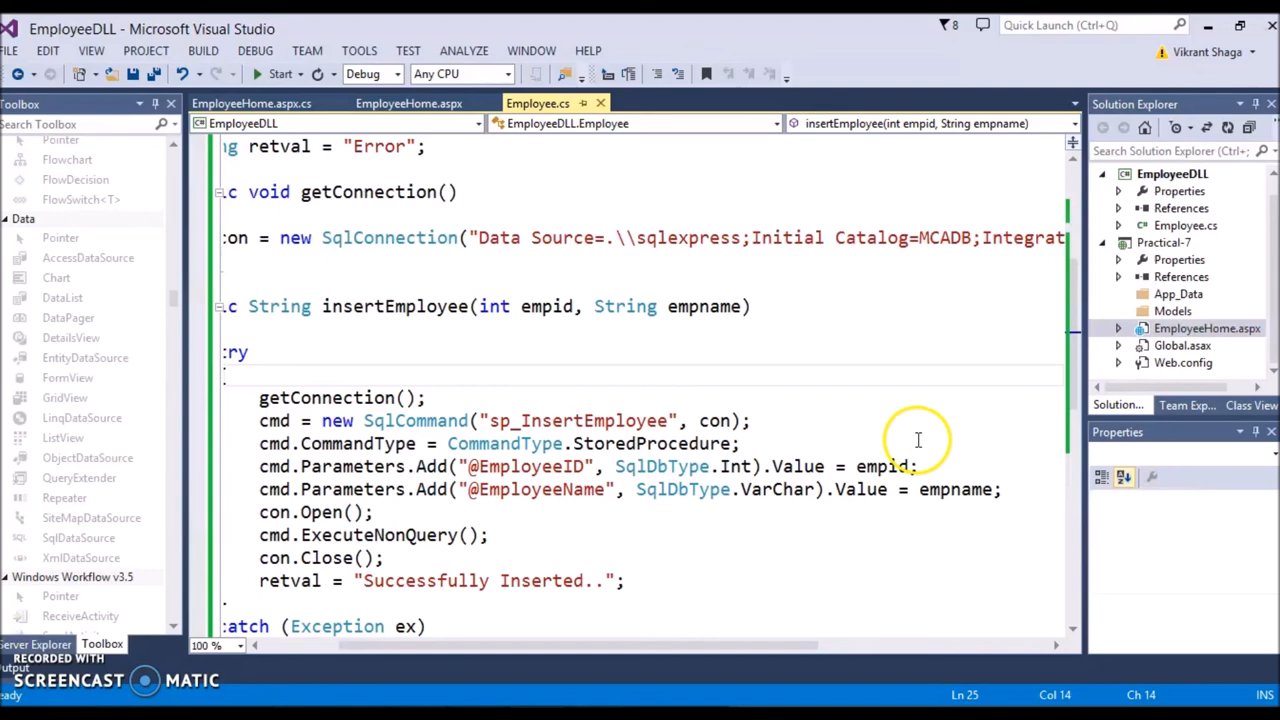 EmployeeDLL - Microsoft Visual Studio
8
Quick Launch (Ctrl+Q)
FILE EDIT VIEW PROJECT BUILD DEBUG TEAM TOOLS TEST ANALYZE WINDOW HELP
Vikrant Shaga
Start Debug Any CPU
Toolbox
Search Toolbox
Pointer
Flowchart
FlowDecision
FlowSwitch<T>
Data
Pointer
AccessDataSource
Chart
DataList
DataPager
DetailsView
EntityDataSource
FormView
GridView
LinqDataSource
ListView
ObjectDataSource
QueryExtender
Repeater
SiteMapDataSource
SqlDataSource
XmlDataSource
Windows Workflow v3.5
Pointer
ReceiveActivity
Server Explorer Toolbox
EmployeeHome.aspx.cs EmployeeHome.aspx Employee.cs
EmployeeDLL EmployeeDLL.Employee insertEmployee(int empid, String empname)
ng retval = "Error";
c void getConnection()
con = new SqlConnection("Data Source=.\\sqlexpress;Initial Catalog=MCADB;Integrat
c String insertEmployee(int empid, String empname)
try
getConnection();
cmd = new SqlCommand("sp_InsertEmployee", con);
cmd.CommandType = CommandType.StoredProcedure;
cmd.Parameters.Add("@EmployeeID", SqlDbType.Int).Value = empid;
cmd.Parameters.Add("@EmployeeName", SqlDbType.VarChar).Value = empname;
con.Open();
cmd.ExecuteNonQuery();
con.Close();
retval = "Successfully Inserted..";
catch (Exception ex)
100 %
Solution Explorer
Search Solution Explorer (Ctrl+;
EmployeeDLL
Properties
References
Employee.cs
Practical-7
Properties
References
App_Data
Models
EmployeeHome.aspx
Global.asax
Web.config
Solution... Team Exp... Class View
Properties
Output
RECORDED WITH
SCREENCAST MATIC
eady
Ln 25 Col 14 Ch 14 INS